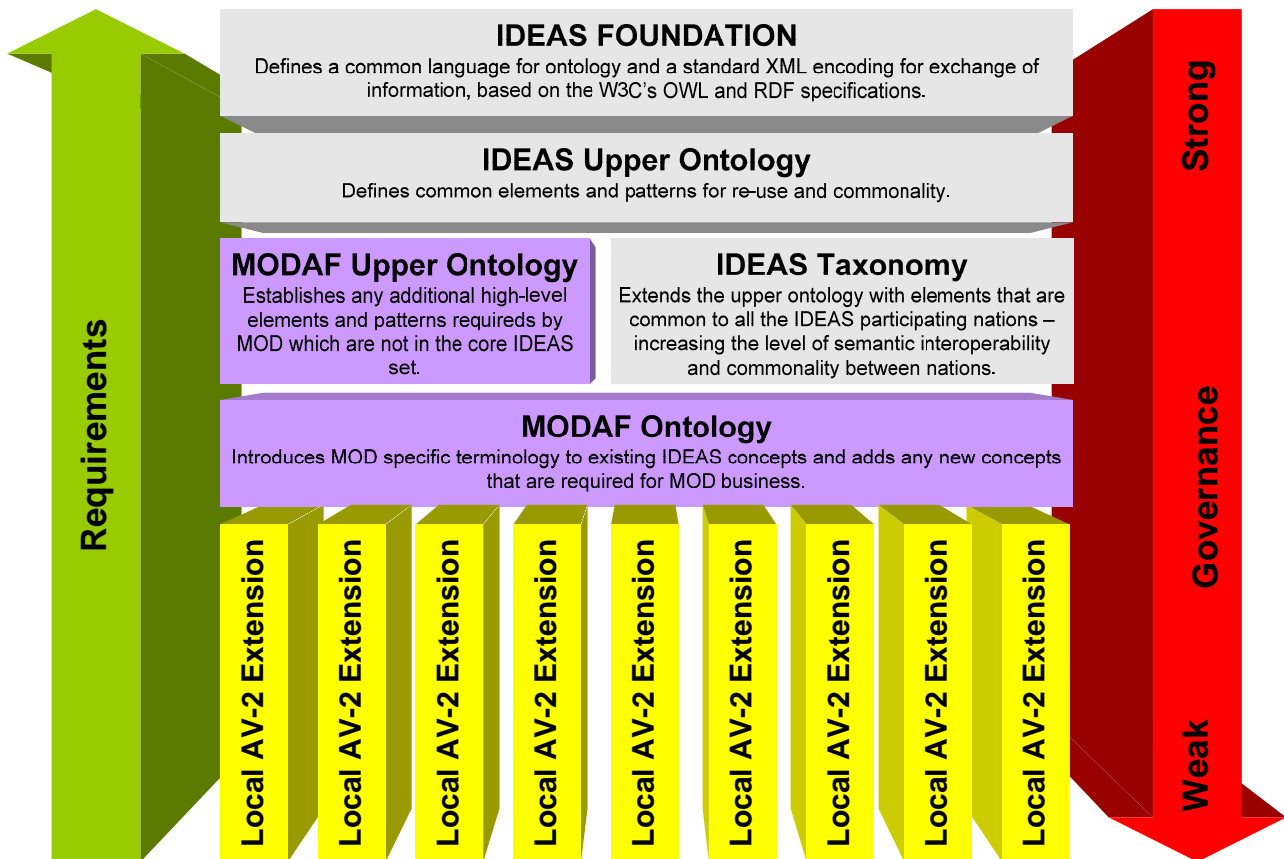 IDEAS FOUNDATION
Defines a common language for ontology and a standard XML encoding for exchange of
information, based on the W3C's OWL and RDF specifications.
IDEAS Upper Ontology
Defines common elements and patterns for re-use and commonality.
MODAF Upper Ontology
Establishes any additional high-level
elements and patterns requireds by
MOD which are not in the core IDEAS
set.
IDEAS Taxonomy
Extends the upper ontology with elements that are
common to all the IDEAS participating nations –
increasing the level of semantic interoperability
and commonality between nations.
MODAF Ontology
Introduces MOD specific terminology to existing IDEAS concepts and adds any new concepts
that are required for MOD business.
Local AV-2 Extension
Local AV-2 Extension
Local AV-2 Extension
Local AV-2 Extension
Local AV-2 Extension
Local AV-2 Extension
Local AV-2 Extension
Local AV-2 Extension
Local AV-2 Extension
Requirements
Strong
Governance
Weak